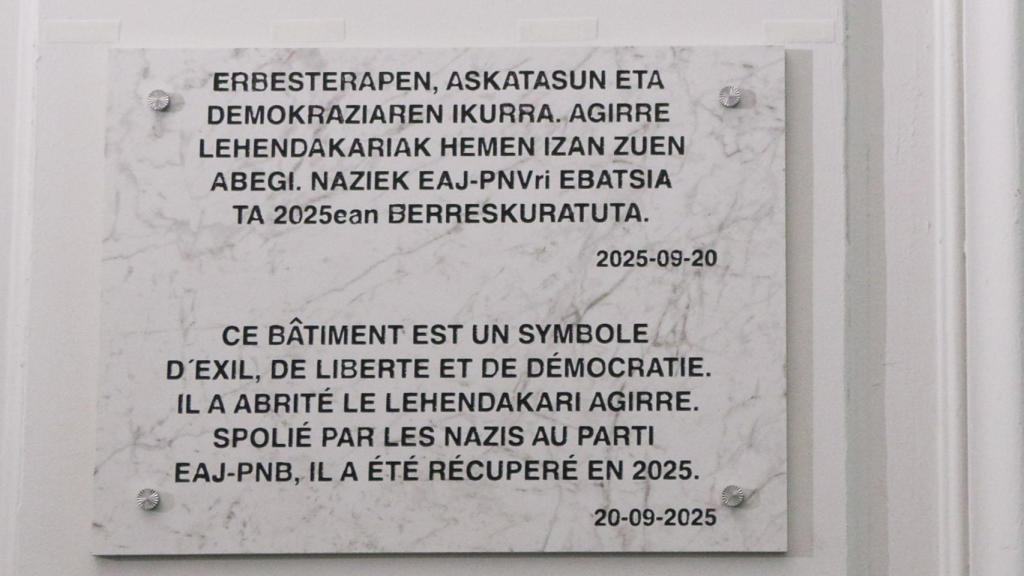 ERBESTERAPEN, ASKATASUN ETA
DEMOKRAZIAREN IKURRA. AGIRRE
LEHENDAKARIAK HEMEN IZAN ZUEN
ABEGI. NAZIEK EAJ-PNVri EBATSIA
TA 2025ean BERRESKURATUTA.
2025-09-20
CE BÂTIMENT EST UN SYMBOLE
D´EXIL, DE LIBERTE ET DE DÉMOCRATIE.
IL A ABRITÉ LE LEHENDAKARI AGIRRE.
SPOLIÉ PAR LES NAZIS AU PARTI
EAJ-PNB, IL A ÉTÉ RÉCUPERÉ EN 2025.
20-09-2025